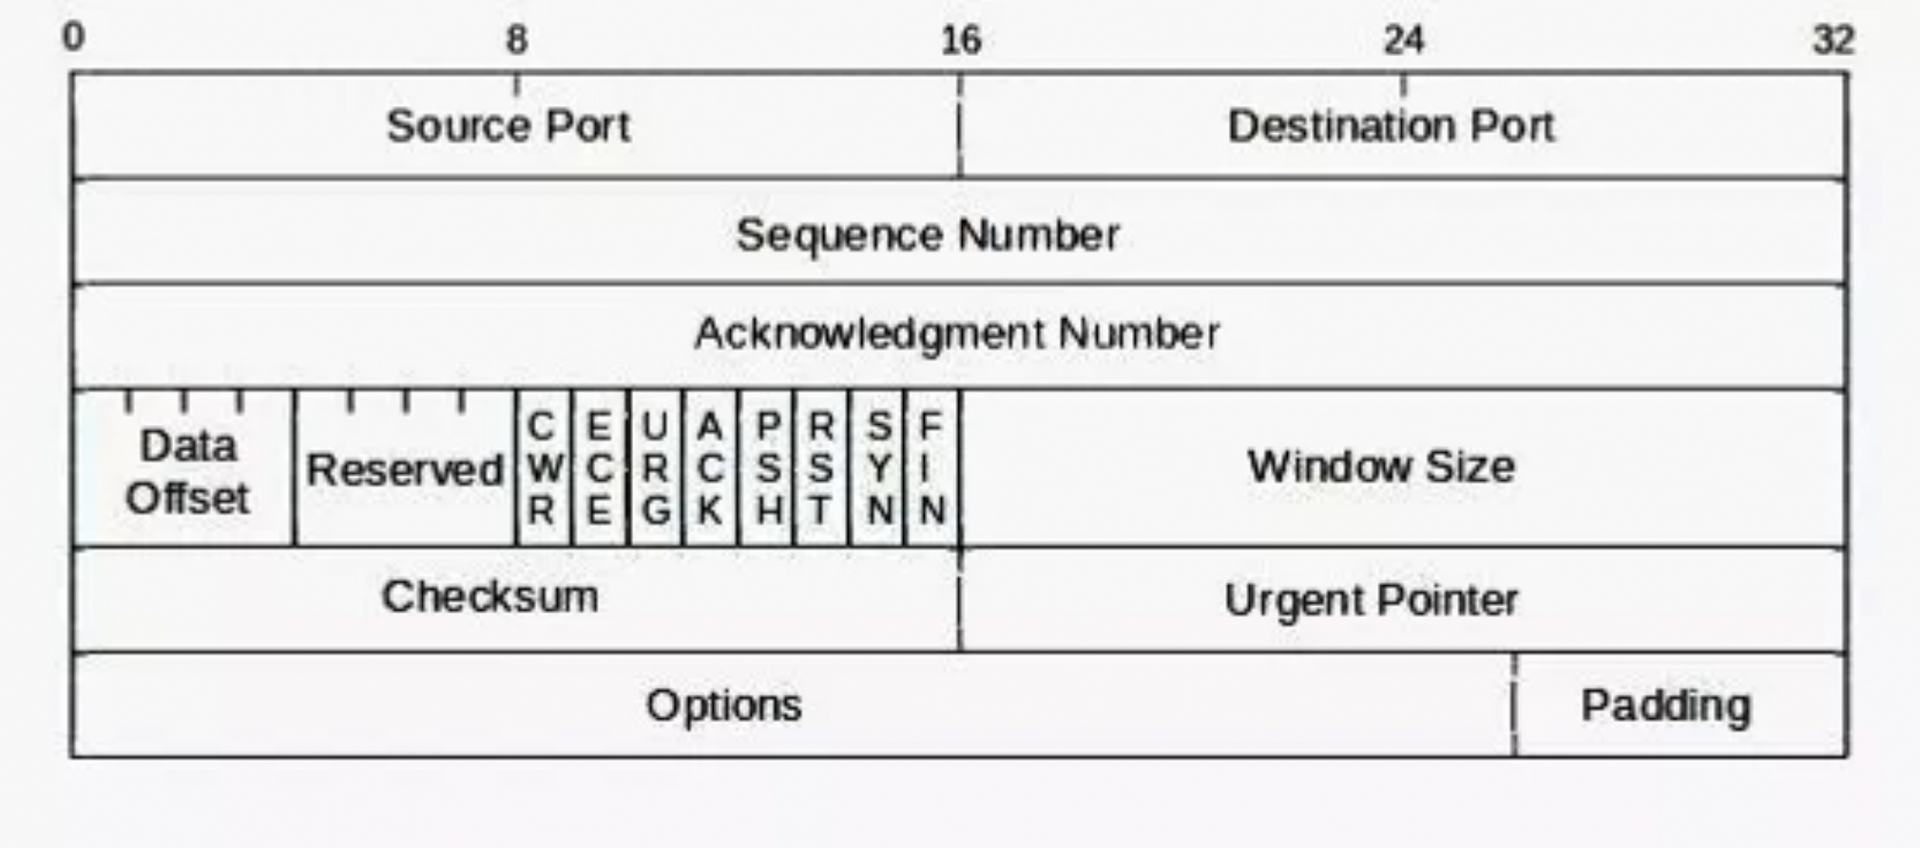 0 8 16 24 32
Source Port Destination Port
Sequence Number
Acknowledgment Number
Data Offset Reserved CWR ECE URG ACK PSH RST SYN FIN Window Size
Checksum Urgent Pointer
Options Padding